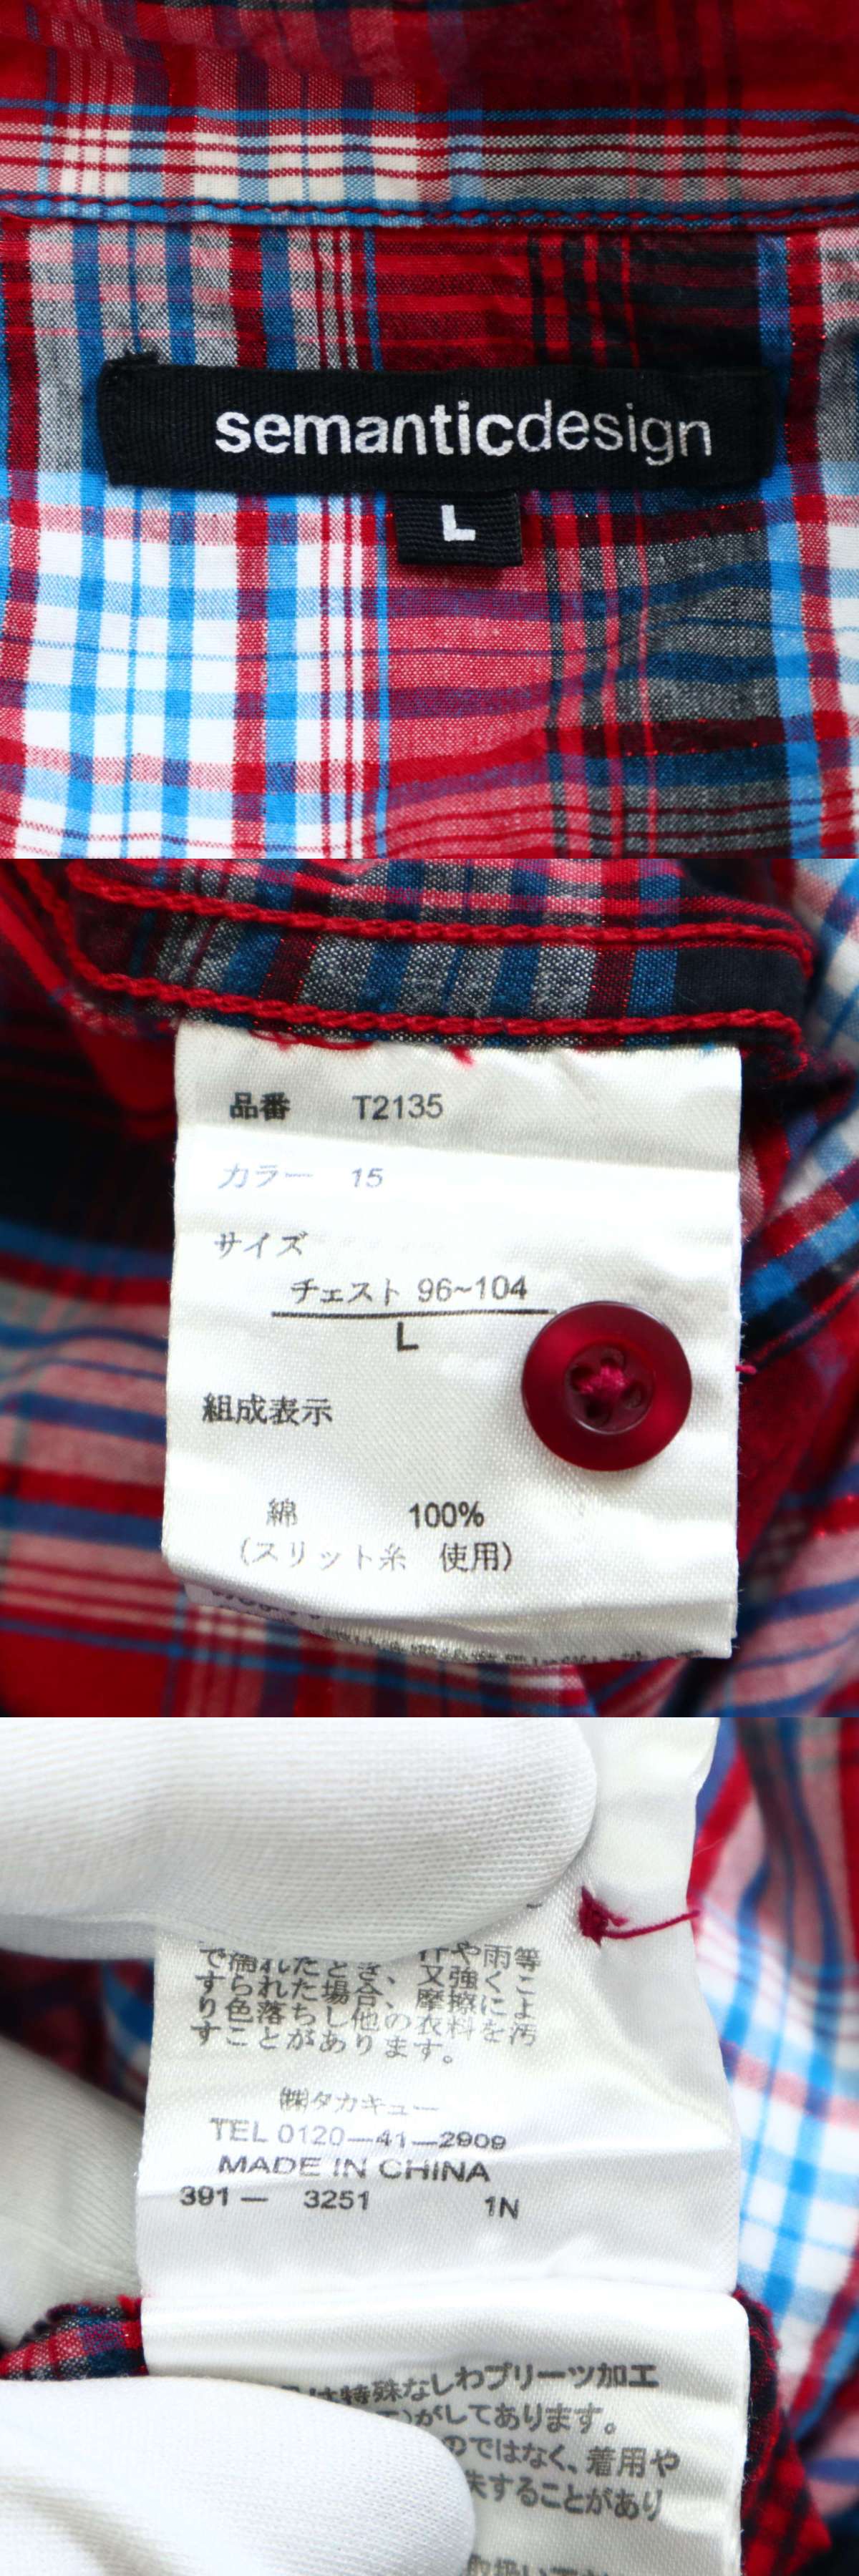 semanticdesign
L
品番 T2135
カラー 15
サイズ
チェスト 96~104
L
組成表示
綿 100%
(スリット糸 使用)
で濡れたとき、汗や雨等
すられた場合、又強くこ
り色落ちし他の衣料を汚
すことがあります。
㈱タカキュー
TEL 0120—41—2909
MADE IN CHINA
391 — 3251 1N
は特殊なしわプリーツ加工
がしてあります。
のではなく、着用や
失することがあり